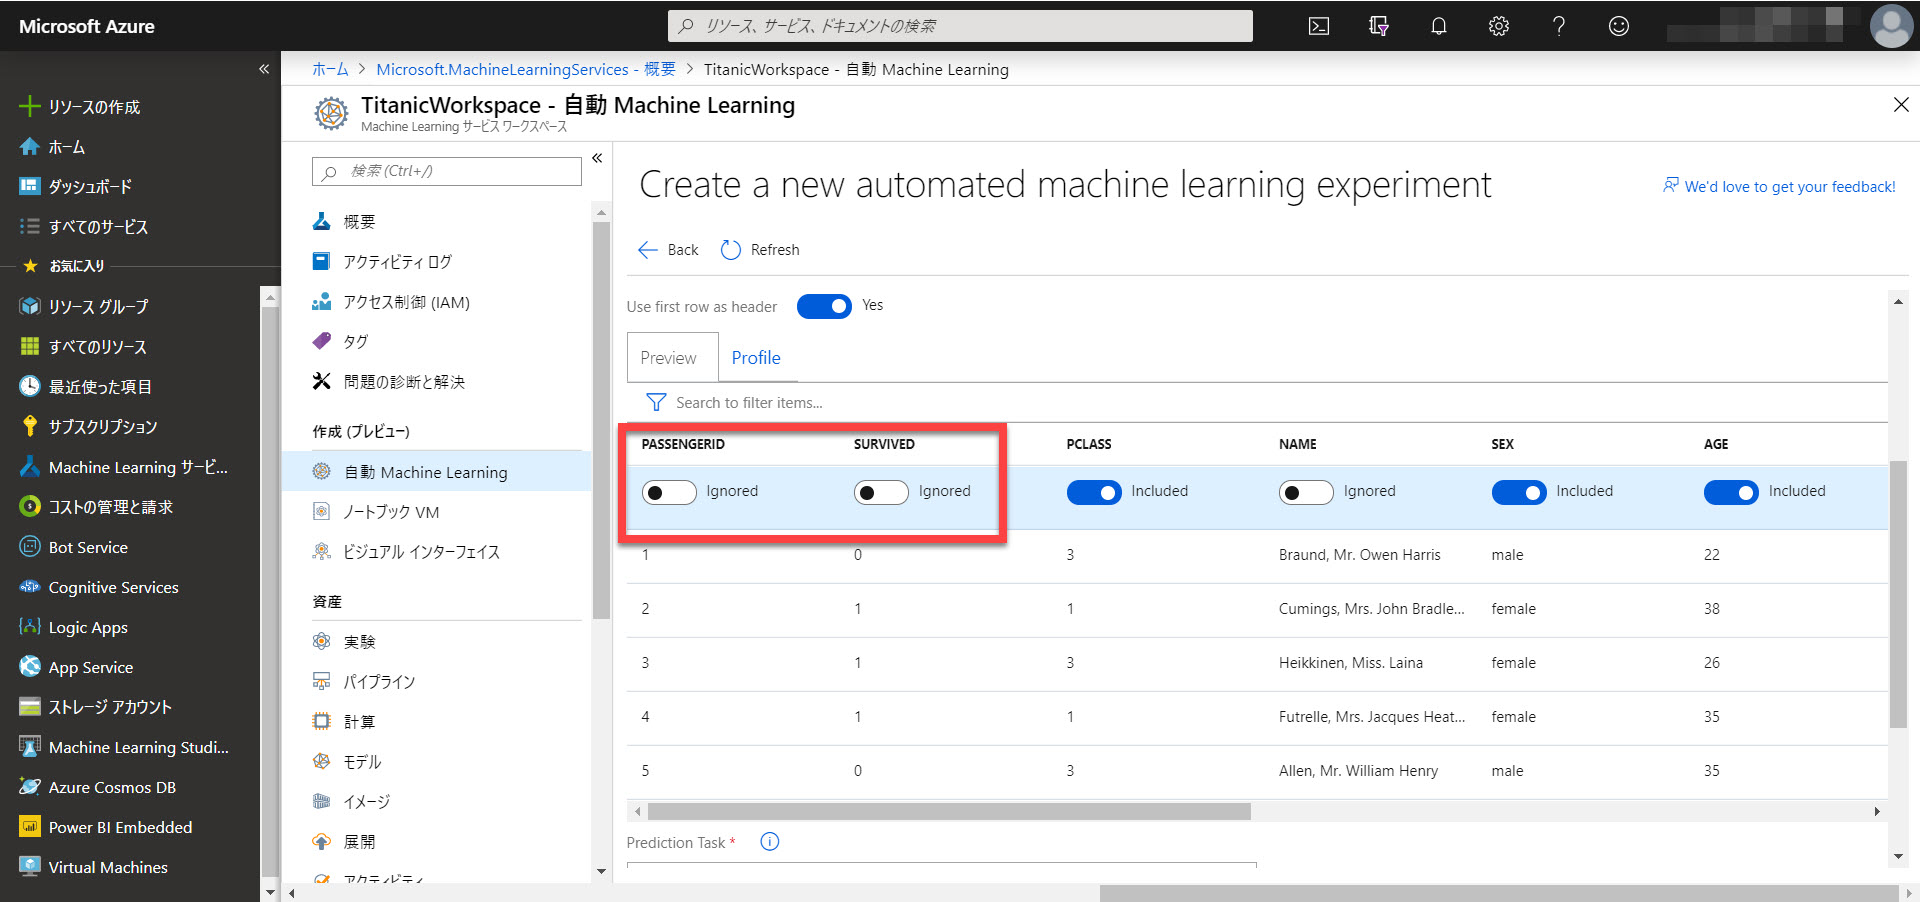 Microsoft Azure
リソース、サービス、ドキュメントの検索
ホーム > Microsoft.MachineLearningServices - 概要 > TitanicWorkspace - 自動 Machine Learning
TitanicWorkspace - 自動 Machine Learning
Machine Learning サービス ワークスペース
リソースの作成
ホーム
ダッシュボード
すべてのサービス
お気に入り
リソース グループ
すべてのリソース
最近使った項目
サブスクリプション
Machine Learning サービ...
コストの管理と請求
Bot Service
Cognitive Services
Logic Apps
App Service
ストレージ アカウント
Machine Learning Studi...
Azure Cosmos DB
Power BI Embedded
Virtual Machines
検索 (Ctrl+/)
概要
アクティビティ ログ
アクセス制御 (IAM)
タグ
問題の診断と解決
作成 (プレビュー)
自動 Machine Learning
ノートブック VM
ビジュアル インターフェイス
資産
実験
パイプライン
計算
モデル
イメージ
展開
アクティビティ
Create a new automated machine learning experiment
We'd love to get your feedback!
Back Refresh
Use first row as header Yes
Preview Profile
Search to filter items...
PASSENGERID SURVIVED PCLASS NAME SEX AGE
Ignored Ignored Included Ignored Included Included
1 0 3 Braund, Mr. Owen Harris male 22
2 1 1 Cumings, Mrs. John Bradle... female 38
3 1 3 Heikkinen, Miss. Laina female 26
4 1 1 Futrelle, Mrs. Jacques Heat... female 35
5 0 3 Allen, Mr. William Henry male 35
Prediction Task *